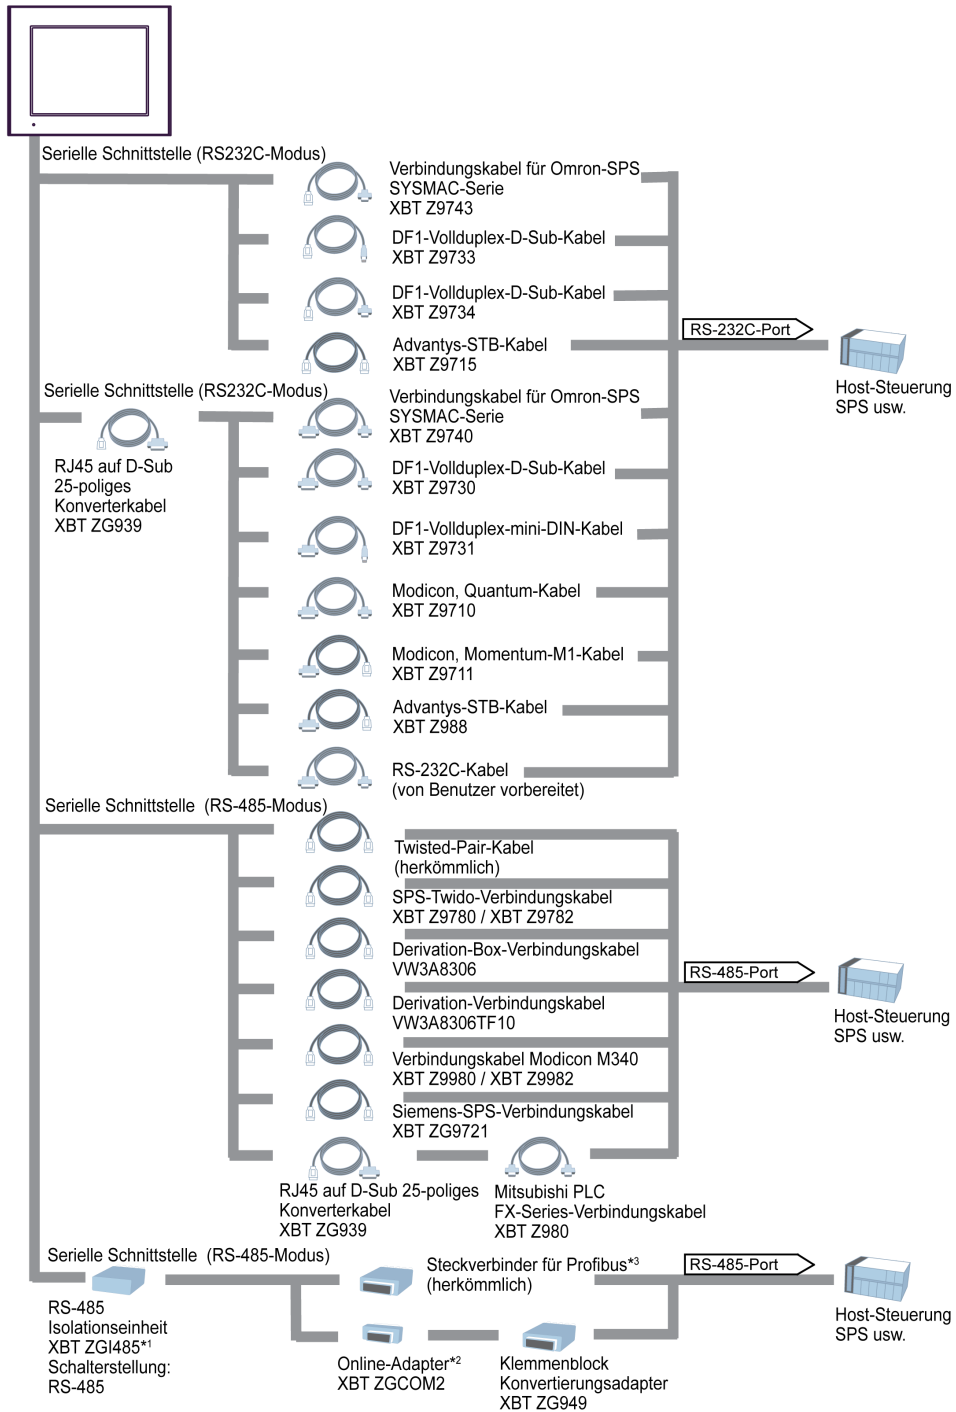 Serielle Schnittstelle (RS232C-Modus)
Verbindungskabel für Omron-SPS
SYSMAC-Serie
XBT Z9743
DF1-Vollduplex-D-Sub-Kabel
XBT Z9733
DF1-Vollduplex-D-Sub-Kabel
XBT Z9734
Advantys-STB-Kabel
XBT Z9715
RS-232C-Port
Host-Steuerung
SPS usw.
Serielle Schnittstelle (RS232C-Modus)
RJ45 auf D-Sub
25-poliges
Konverterkabel
XBT ZG939
Verbindungskabel für Omron-SPS
SYSMAC-Serie
XBT Z9740
DF1-Vollduplex-D-Sub-Kabel
XBT Z9730
DF1-Vollduplex-mini-DIN-Kabel
XBT Z9731
Modicon, Quantum-Kabel
XBT Z9710
Modicon, Momentum-M1-Kabel
XBT Z9711
Advantys-STB-Kabel
XBT Z988
RS-232C-Kabel
(von Benutzer vorbereitet)
Serielle Schnittstelle (RS-485-Modus)
Twisted-Pair-Kabel
(herkömmlich)
SPS-Twido-Verbindungskabel
XBT Z9780 / XBT Z9782
Derivation-Box-Verbindungskabel
VW3A8306
Derivation-Verbindungskabel
VW3A8306TF10
Verbindungskabel Modicon M340
XBT Z9980 / XBT Z9982
Siemens-SPS-Verbindungskabel
XBT ZG9721
RS-485-Port
Host-Steuerung
SPS usw.
RJ45 auf D-Sub 25-poliges
Konverterkabel
XBT ZG939
Mitsubishi PLC
FX-Series-Verbindungskabel
XBT Z980
Serielle Schnittstelle (RS-485-Modus)
RS-485
Isolationseinheit
XBT ZGI485*1
Schalterstellung:
RS-485
Steckverbinder für Profibus*3
(herkömmlich)
Online-Adapter*2
XBT ZGCOM2
Klemmenblock
Konvertierungsadapter
XBT ZG949
RS-485-Port
Host-Steuerung
SPS usw.